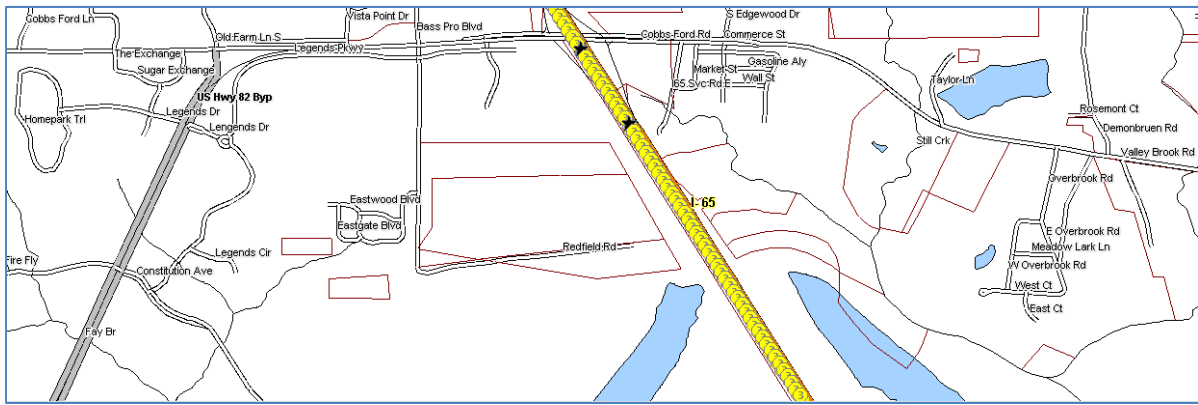 Cobbs Ford Ln
Vista Point Dr
S Edgewood Dr
Bass Pro Blvd
Old Farm Ln S
Cobbs Ford Rd
Commerce St
Legends Pkwy
The Exchange
Gasoline Aly
Sugar Exchange
Market St
Wall St
Taylor Ln
I65 Svc Rd E
US Hwy 82 Byp
Legends Dr
Rosemont Ct
Homepark Trl
Lengends Dr
Demonbruen Rd
Still Crk
Valley Brook Rd
Overbrook Rd
Eastwood Blvd
I-65
Eastgate Blvd
E Overbrook Rd
Redfield Rd
Meadow Lark Ln
Legends Cir
Fire Fly
W Overbrook Rd
Constitution Ave
West Ct
East Ct
Fay Br
3